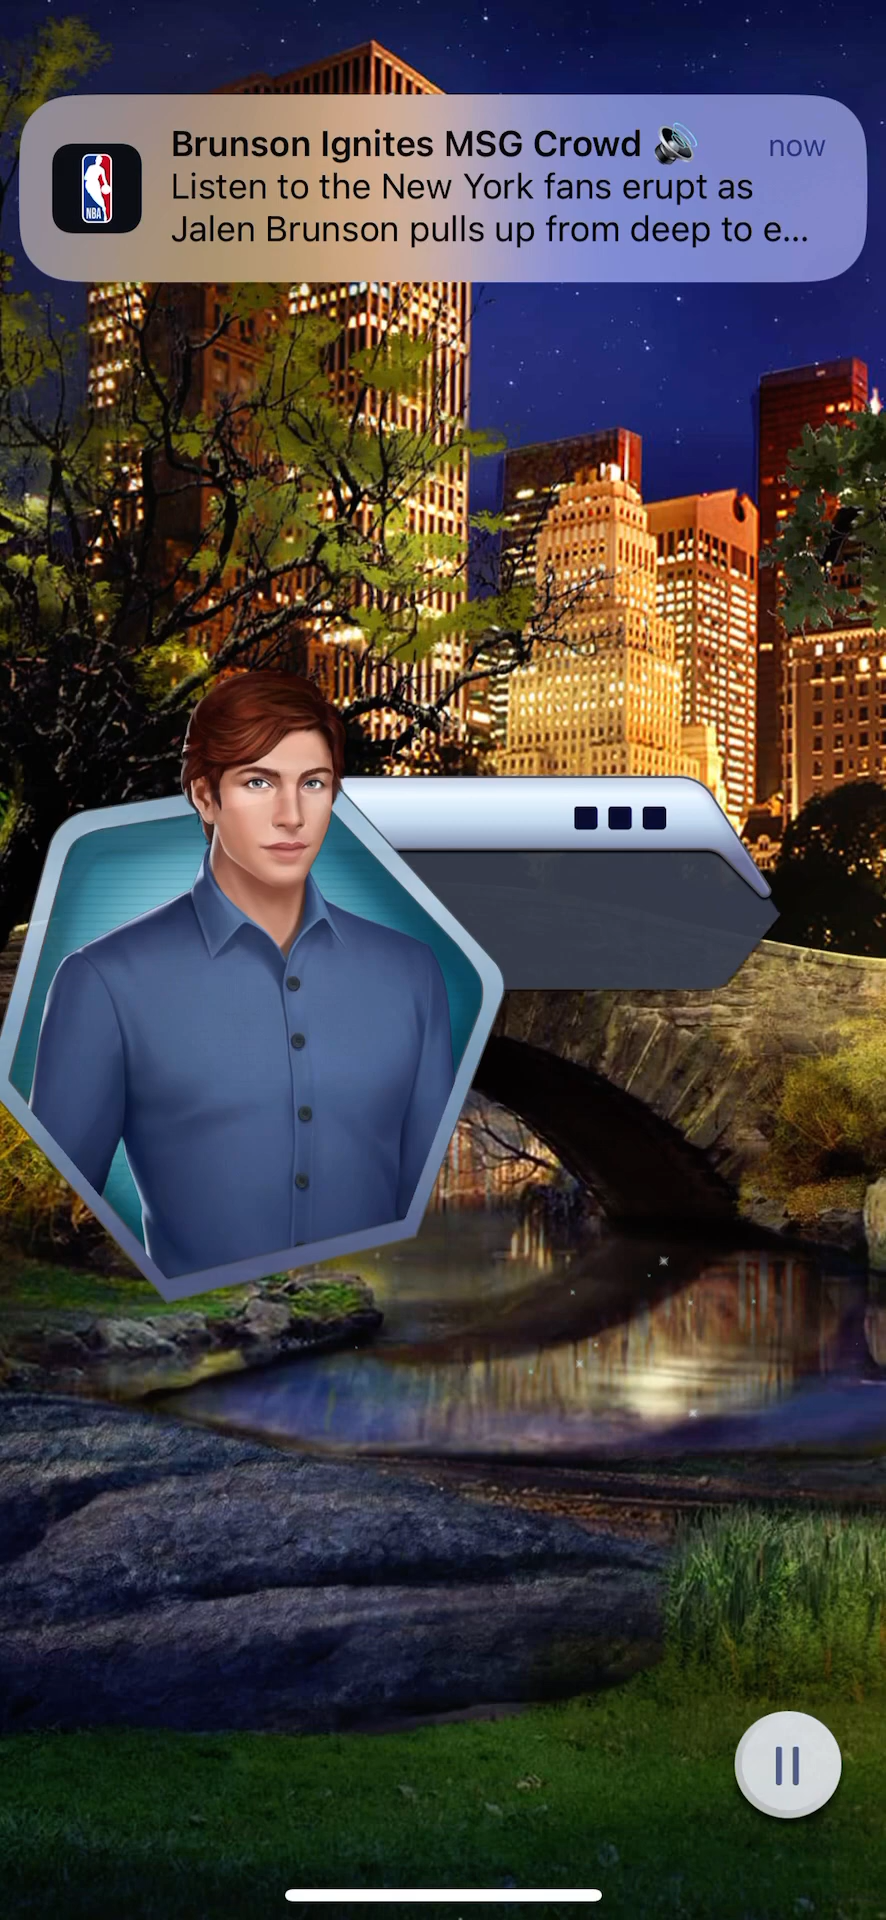 Brunson Ignites MSG Crowd 🔊 now
Listen to the New York fans erupt as
Jalen Brunson pulls up from deep to e...
NBA